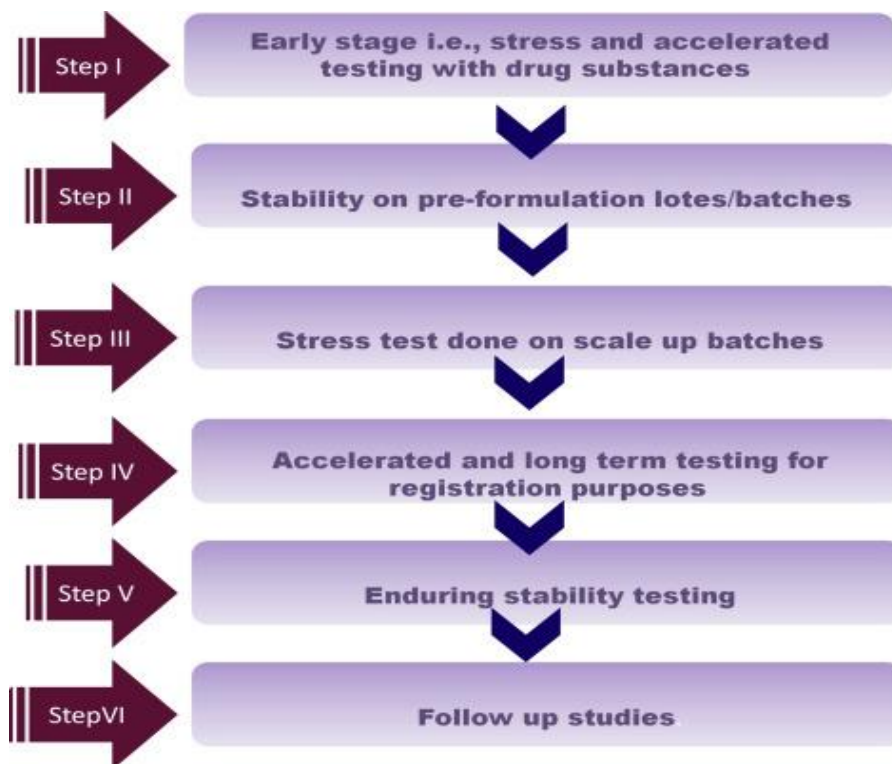 Step I
Early stage i.e., stress and accelerated
testing with drug substances
Step II
Stability on pre-formulation lotes/batches
Step III
Stress test done on scale up batches
Step IV
Accelerated and long term testing for
registration purposes
Step V
Enduring stability testing
StepVI
Follow up studies